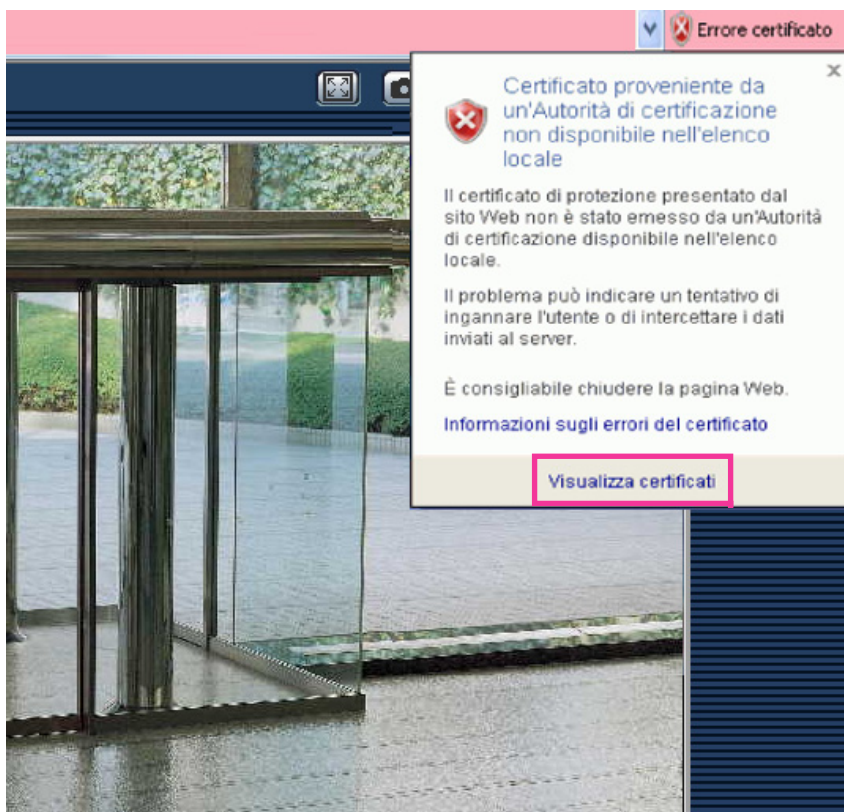 Errore certificato
Certificato proveniente da
un'Autorità di certificazione
non disponibile nell'elenco
locale
Il certificato di protezione presentato dal
sito Web non è stato emesso da un'Autorità
di certificazione disponibile nell'elenco
locale.
Il problema può indicare un tentativo di
ingannare l'utente o di intercettare i dati
inviati al server.
È consigliabile chiudere la pagina Web.
Informazioni sugli errori del certificato
Visualizza certificati